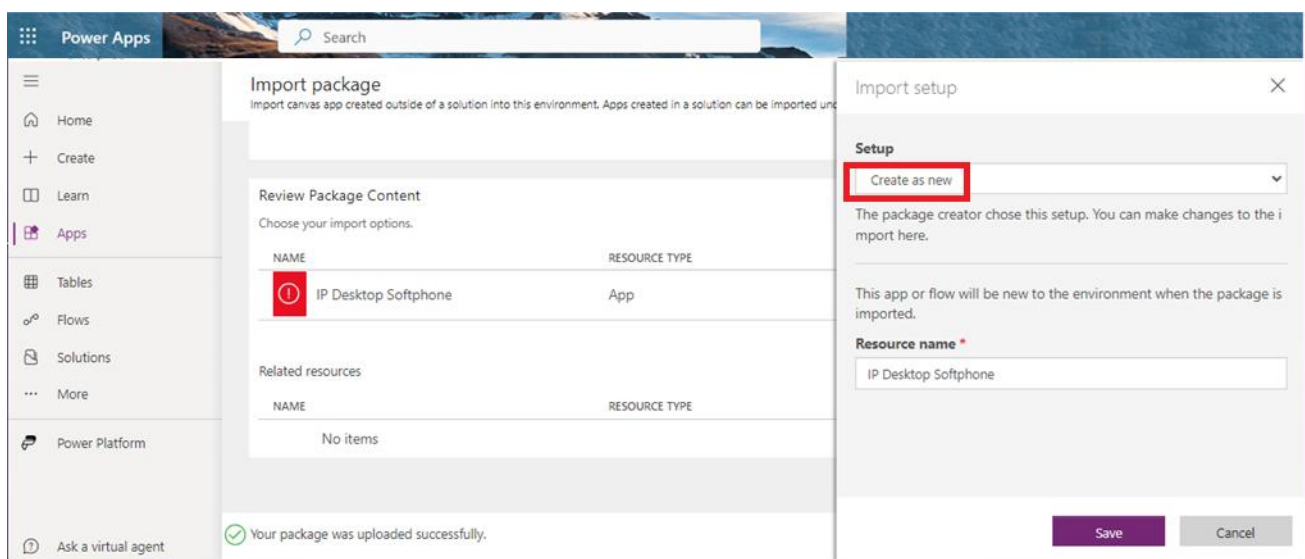 Power Apps
Search
Home
Create
Learn
Apps
Tables
Flows
Solutions
More
Power Platform
Ask a virtual agent
Import package
Import canvas app created outside of a solution into this environment. Apps created in a solution can be imported
Review Package Content
Choose your import options.
NAME RESOURCE TYPE
IP Desktop Softphone App
Related resources
NAME RESOURCE TYPE
No items
Your package was uploaded successfully.
Import setup
Setup
Create as new
The package creator chose this setup. You can make changes to the i
mport here.
This app or flow will be new to the environment when the package is
imported.
Resource name *
IP Desktop Softphone
Save Cancel